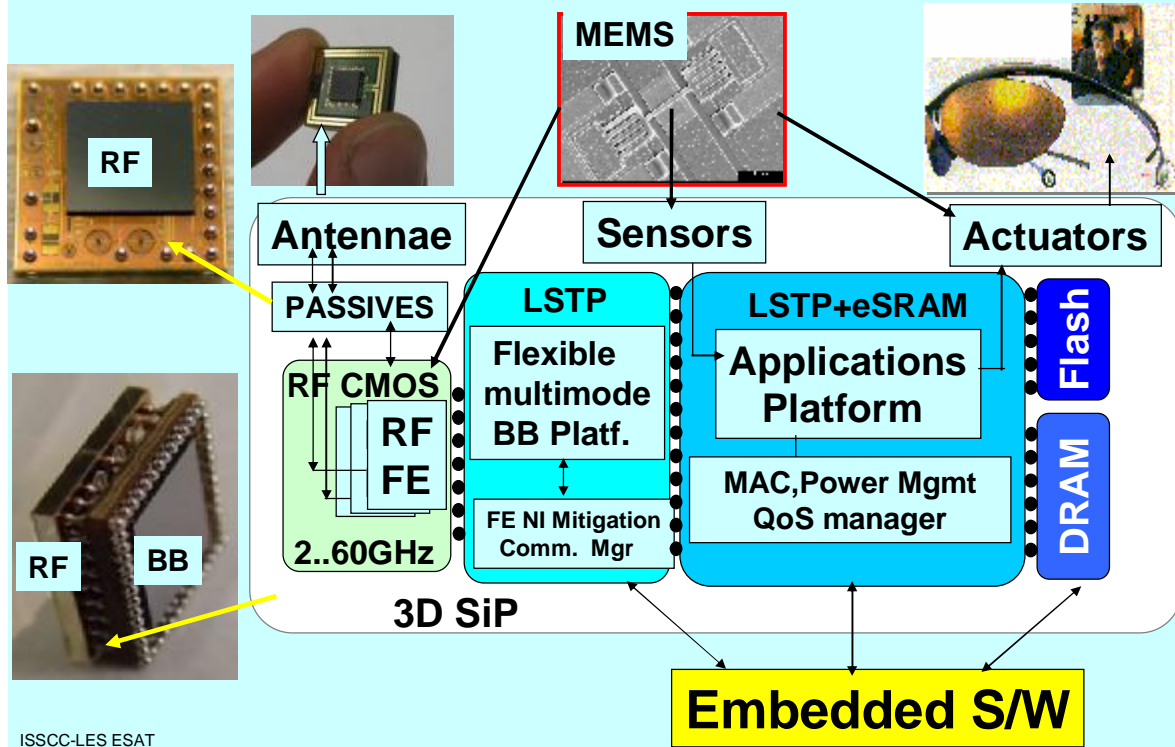 MEMS
RF
Antennae
Sensors
Actuators
PASSIVES
LSTP
LSTP+eSRAM
Flash
Flexible
multimode
BB Platf.
Applications
Platform
RF CMOS
RF
FE
DRAM
MAC,Power Mgmt
QoS manager
FE NI Mitigation
Comm. Mgr
2..60GHz
RF
BB
3D SiP
Embedded S/W
ISSCC-LES ESAT